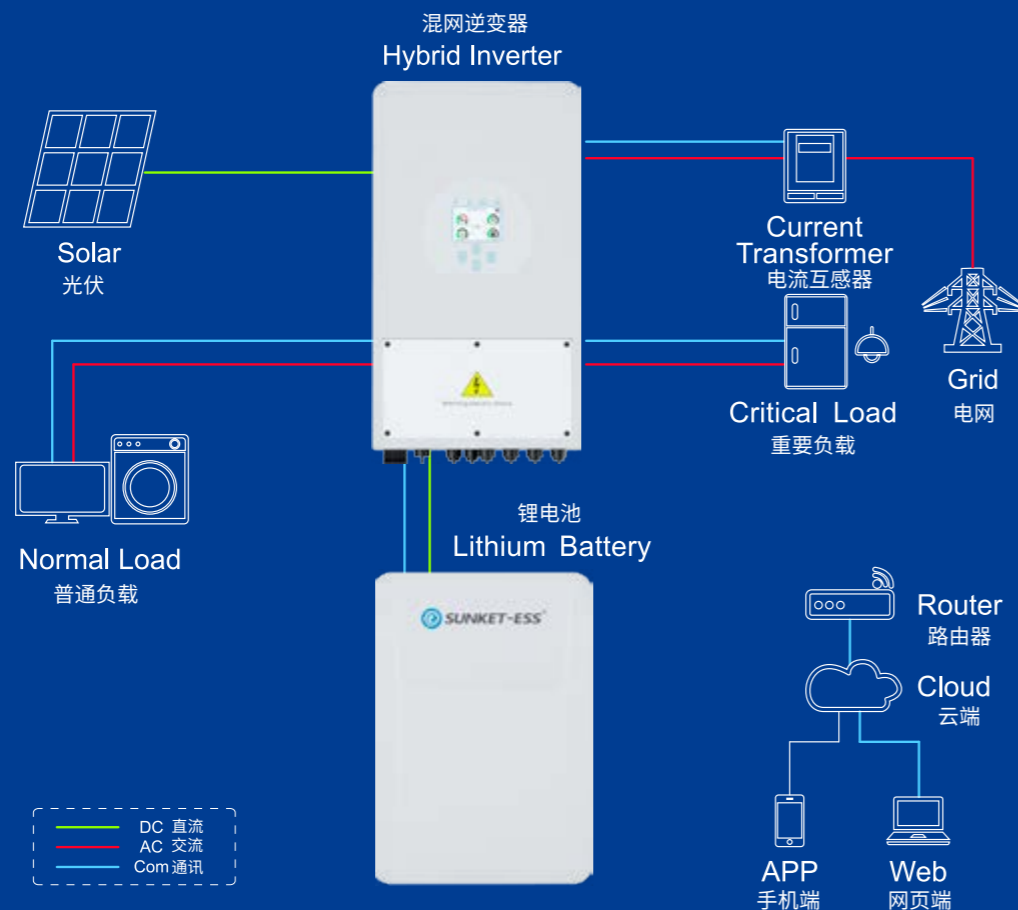 混网逆变器
Hybrid Inverter
Solar
光伏
Current
Transformer
电流互感器
Grid
电网
Critical Load
重要负载
Normal Load
普通负载
锂电池
Lithium Battery
SUNKET-ESS
Router
路由器
Cloud
云端
APP
手机端
Web
网页端
DC 直流
AC 交流
Com 通讯